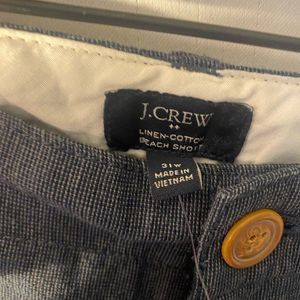 J.CREW
LINEN-COTTON
BEACH SHORT
31W
MADE IN
VIETNAM